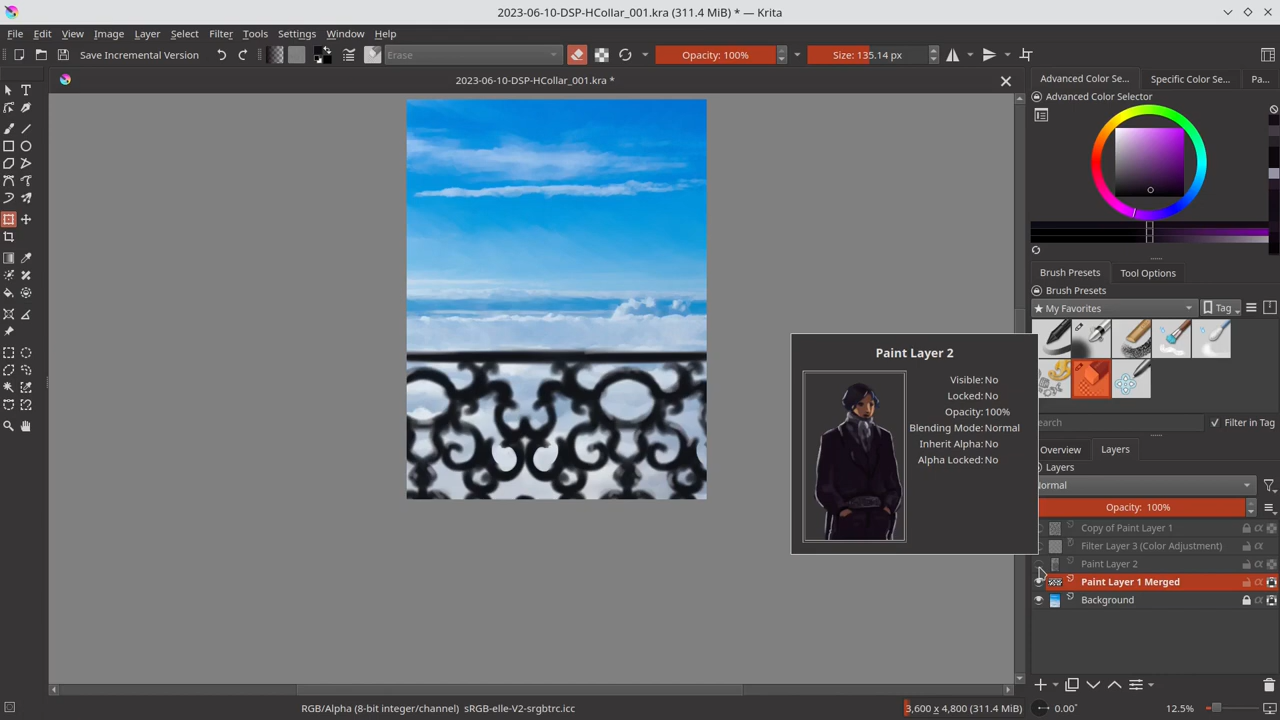 2023-06-10-DSP-HCollar_001.kra (311.4 MiB) * — Krita
File Edit View Image Layer Select Filter Tools Settings Window Help
Save Incremental Version
Erase
Opacity: 100%
Size: 135.14 px
2023-06-10-DSP-HCollar_001.kra (311.4 MiB) *
Advanced Color Se...
Specific Color Se...
Pa...
Advanced Color Selector
Brush Presets
Tool Options
Brush Presets
★ My Favorites
Tag
earch
Filter in Tag
Overview
Layers
Layers
Normal
Opacity: 100%
Copy of Paint Layer 1
Filter Layer 3 (Color Adjustment)
Paint Layer 2
Paint Layer 1 Merged
Background
Paint Layer 2
Visible: No
Locked: No
Opacity: 100%
Blending Mode: Normal
Inherit Alpha: No
Alpha Locked: No
RGB/Alpha (8-bit integer/channel) sRGB-elle-V2-srgbtrc.icc
3,600 x 4,800 (311.4 MiB)
0.00°
12.5%